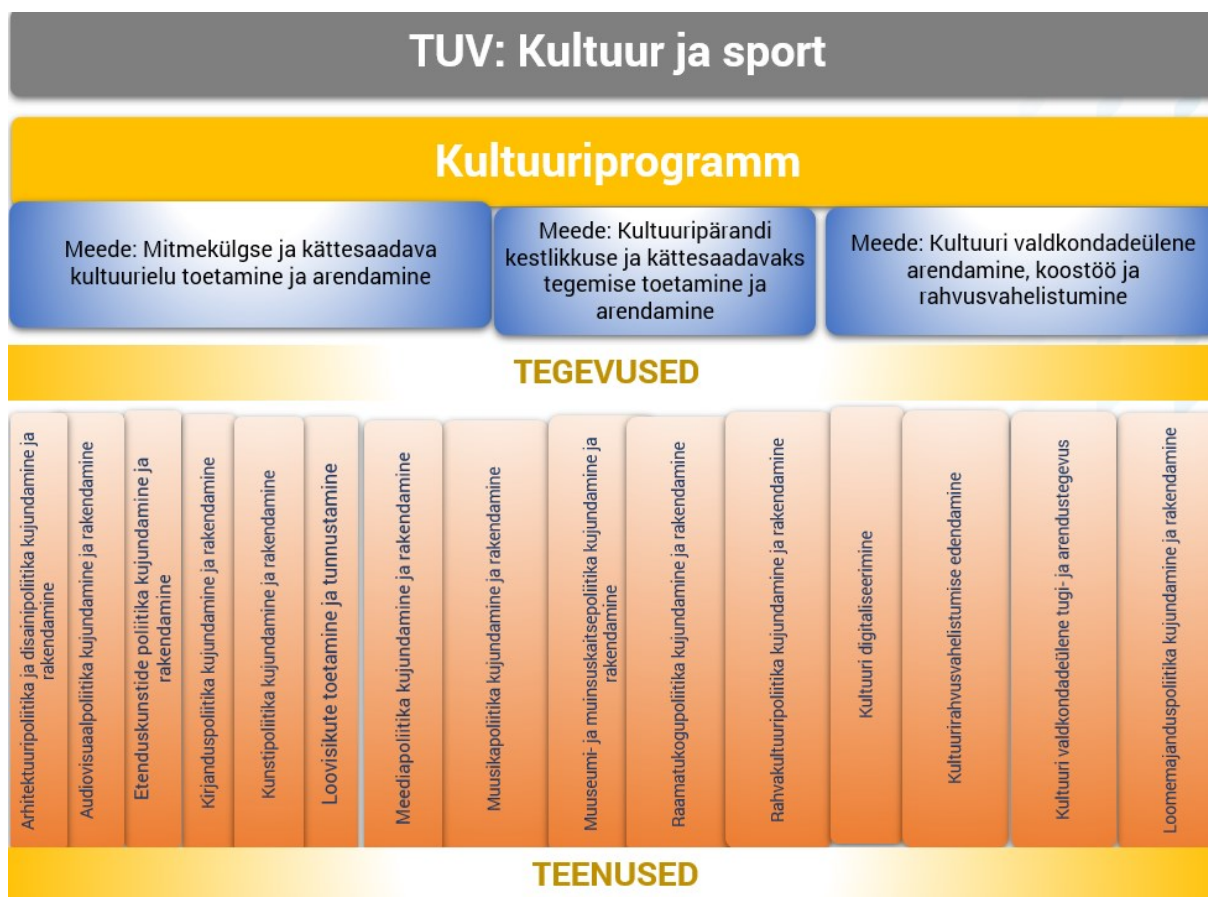 TUV: Kultuur ja sport
Kultuuriprogramm
Meede: Mitmekülgse ja kättesaadava
kultuurielu toetamine ja arendamine
Meede: Kultuuripärandi
kestlikkuse ja kättesaadavaks
tegemise toetamine ja
arendamine
Meede: Kultuuri valdkondadeülene
arendamine, koostöö ja
rahvusvahelistumine
TEGEVUSED
Arhitektuuripoliitika ja disainipoliitika kujundamine ja
rakendamine
Audiovisuaalpoliitika kujundamine ja rakendamine
Etenduskunstide poliitika kujundamine ja
rakendamine
Kirjanduspoliitika kujundamine ja rakendamine
Kunstipoliitika kujundamine ja rakendamine
Loovisikute toetamine ja tunnustamine
Meediapoliitika kujundamine ja rakendamine
Muusikapoliitika kujundamine ja rakendamine
Muuseumi- ja muinsuskaitsepoliitika kujundamine ja
rakendamine
Raamatukogupoliitika kujundamine ja rakendamine
Rahvakultuuripoliitika kujundamine ja rakendamine
Kultuuri digitaliseerimine
Kultuurirahvusvahelistumise edendamine
Kultuuri valdkondadeülene tugi- ja arendustegevus
Loomemajanduspoliitika kujundamine ja rakendamine
TEENUSED